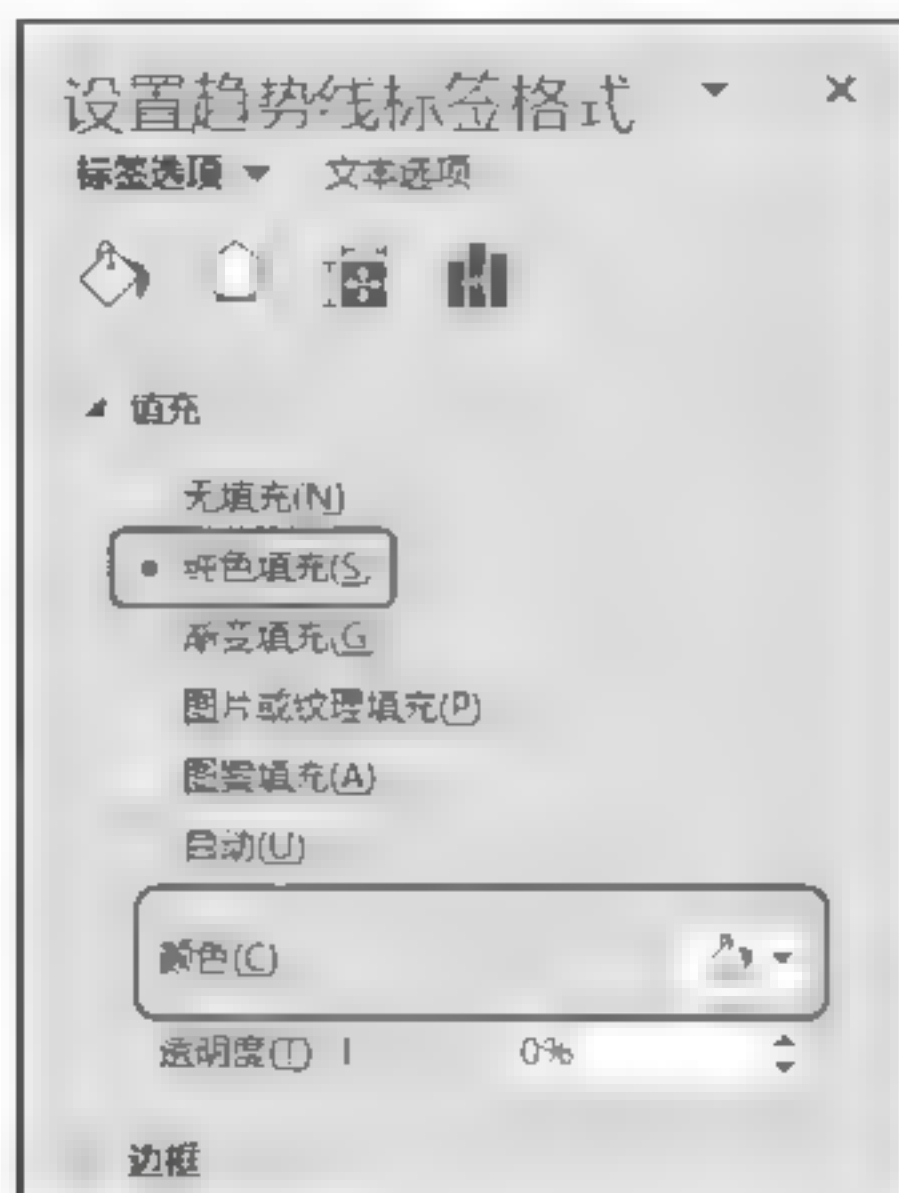 设置趋势线标签格式
标签选项 文本选项
填充
无填充(N)
纯色填充(S
渐变填充(G
图片或纹理填充(P)
图案填充(A)
自动(U)
颜色(C)
透明度(T) 0%
边框